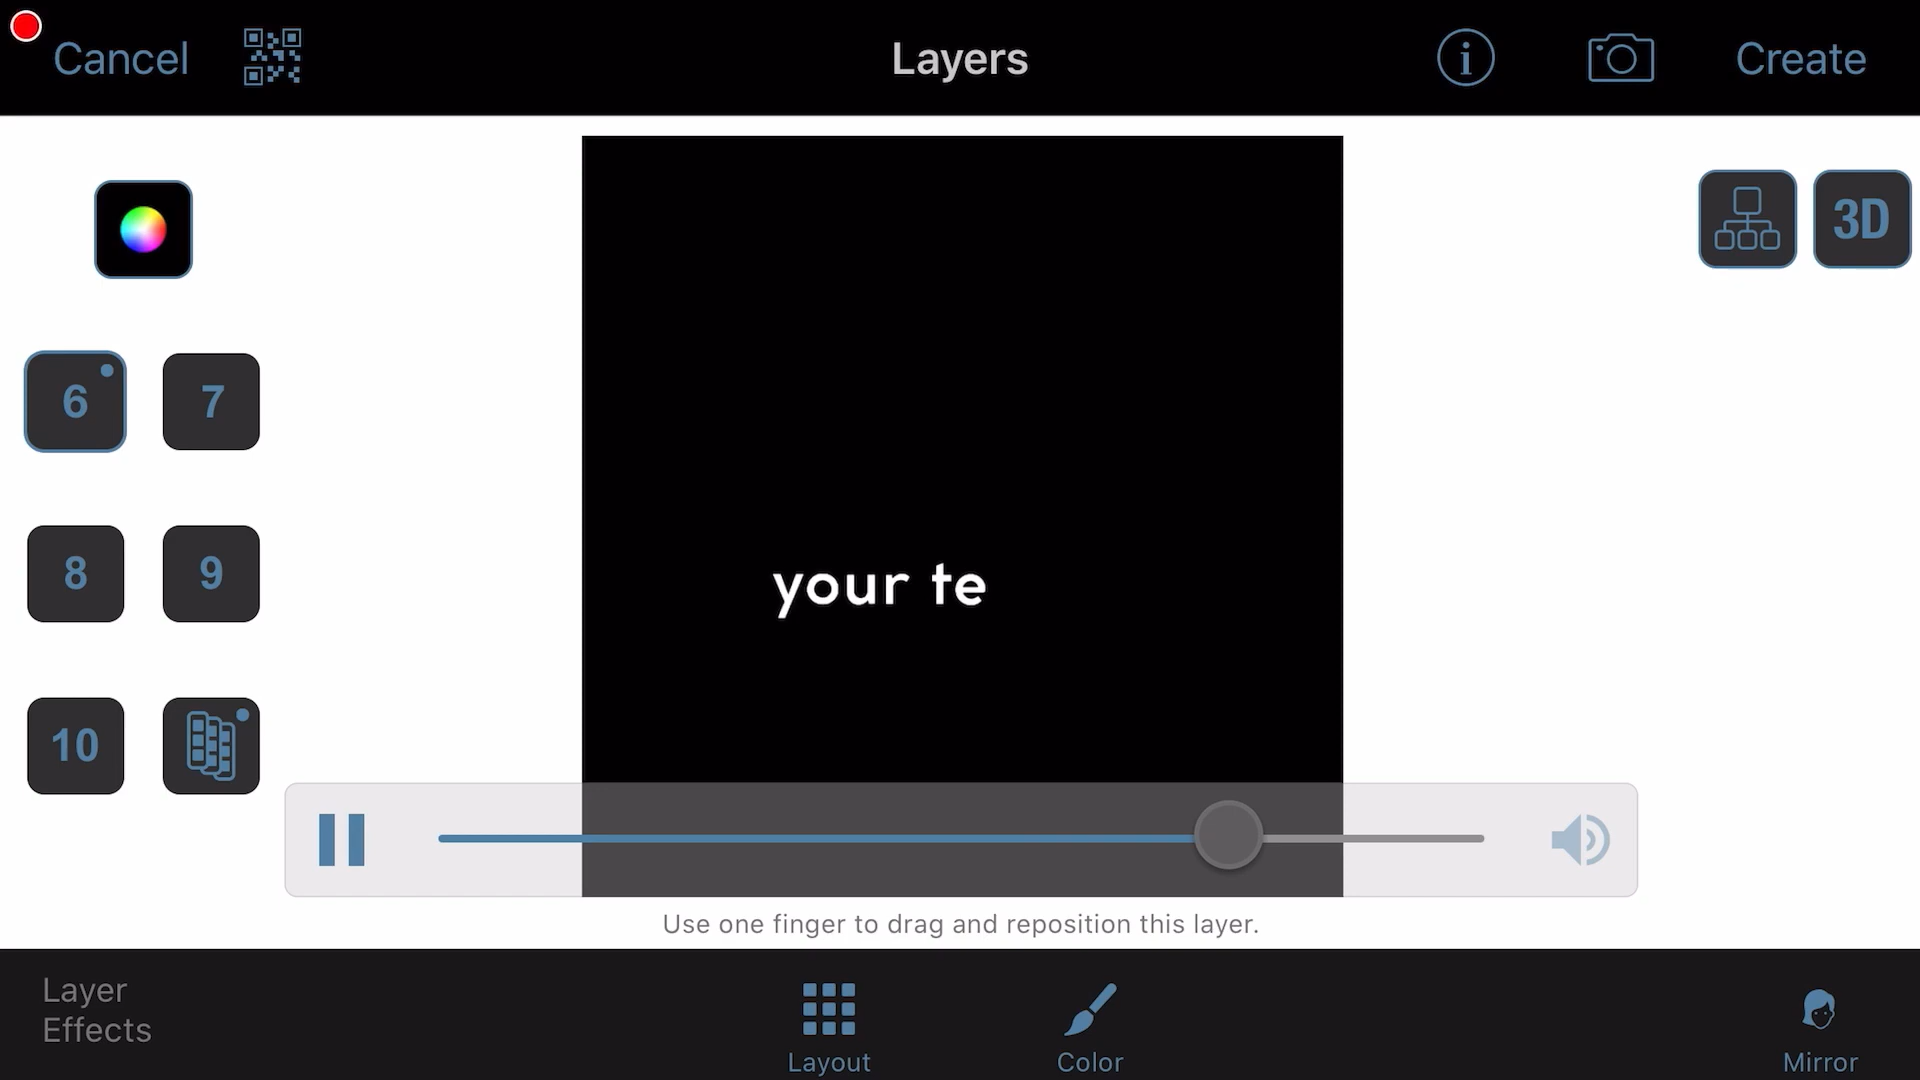 Cancel
Layers
i
Create
3D
6
7
8
9
10
your te
Use one finger to drag and reposition this layer.
Layer
Effects
Layout
Color
Mirror